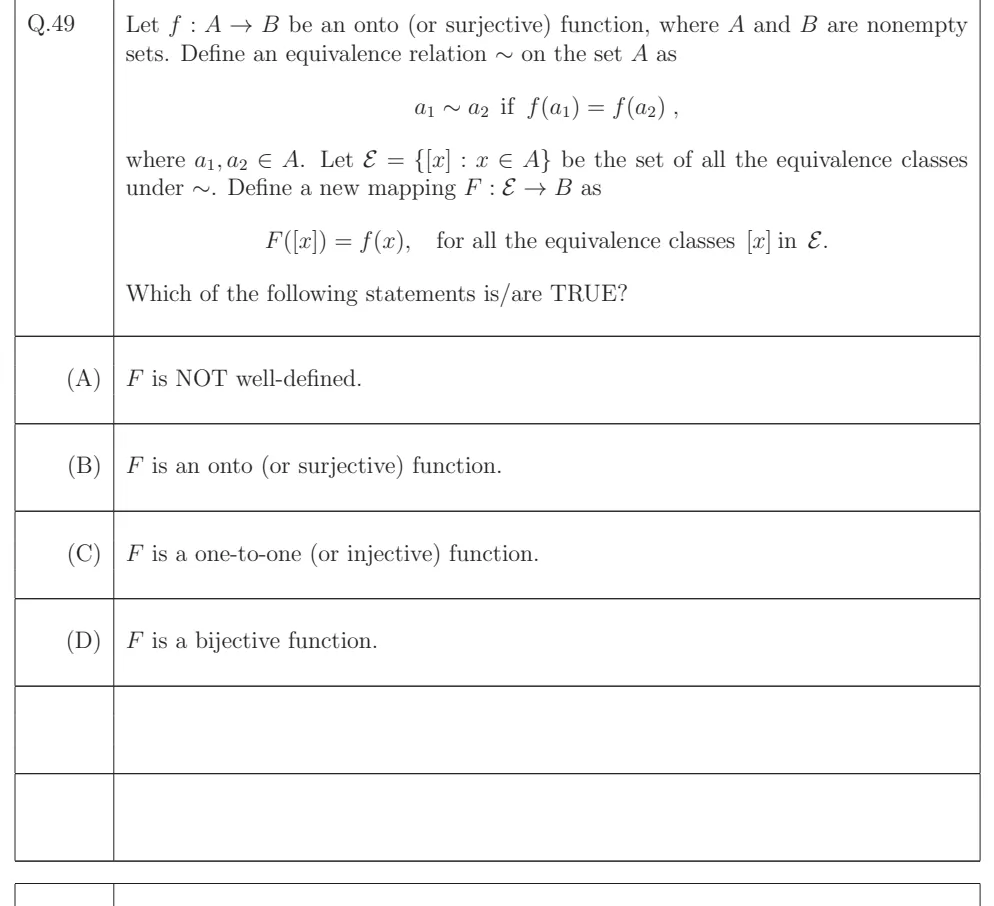 Q.49 Let f : A → B be an onto (or surjective) function, where A and B are nonempty
sets. Define an equivalence relation ∼ on the set A as
a₁ ∼ a₂ if f(a₁) = f(a₂) ,
where a₁, a₂ ∈ A. Let ℰ = {[x] : x ∈ A} be the set of all the equivalence classes
under ∼. Define a new mapping F : ℰ → B as
F([x]) = f(x), for all the equivalence classes [x] in ℰ.
Which of the following statements is/are TRUE?
(A) F is NOT well-defined.
(B) F is an onto (or surjective) function.
(C) F is a one-to-one (or injective) function.
(D) F is a bijective function.